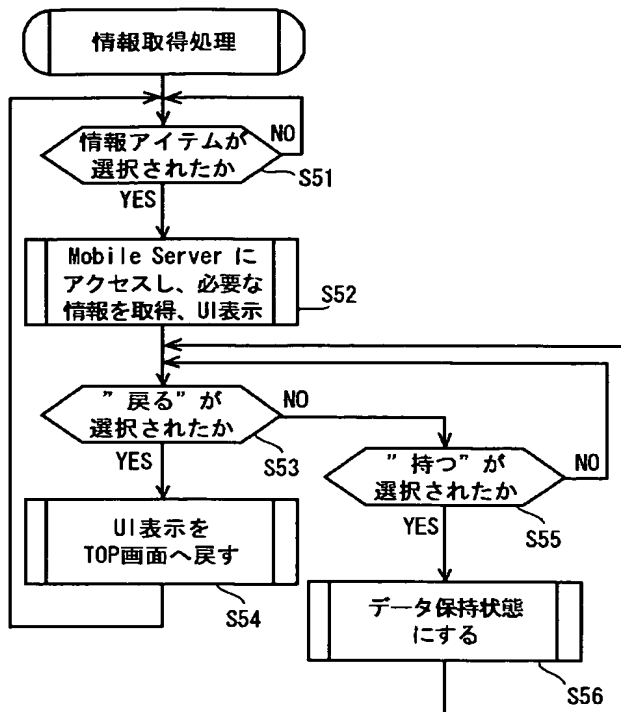 情報取得処理
情報アイテムが
選択されたか
NO
S51
YES
Mobile Server に
アクセスし、必要な
情報を取得、UI表示
S52
”戻る”が
選択されたか
NO
S53
YES
”持つ”が
選択されたか
NO
S55
YES
UI表示を
TOP画面へ戻す
S54
データ保持状態
にする
S56